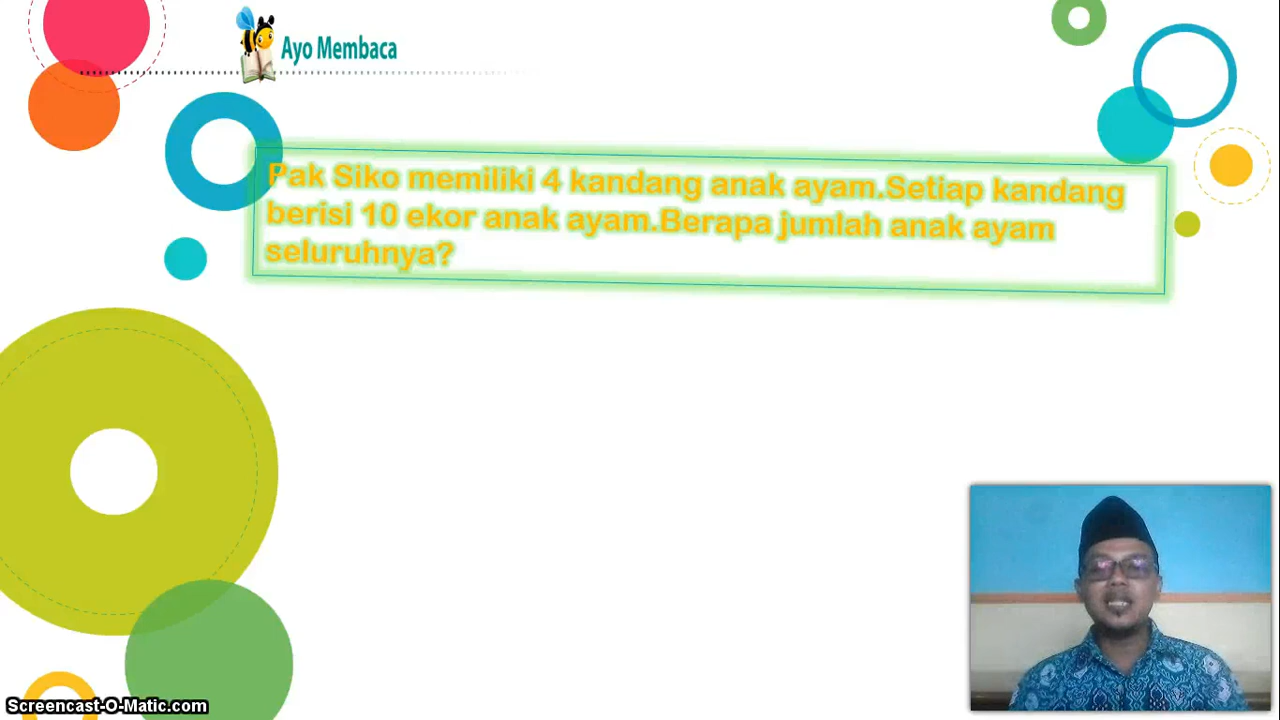 Ayo Membaca
Pak Siko memiliki 4 kandang anak ayam.Setiap kandang
berisi 10 ekor anak ayam.Berapa jumlah anak ayam
seluruhnya?
Screencast-O-Matic.com